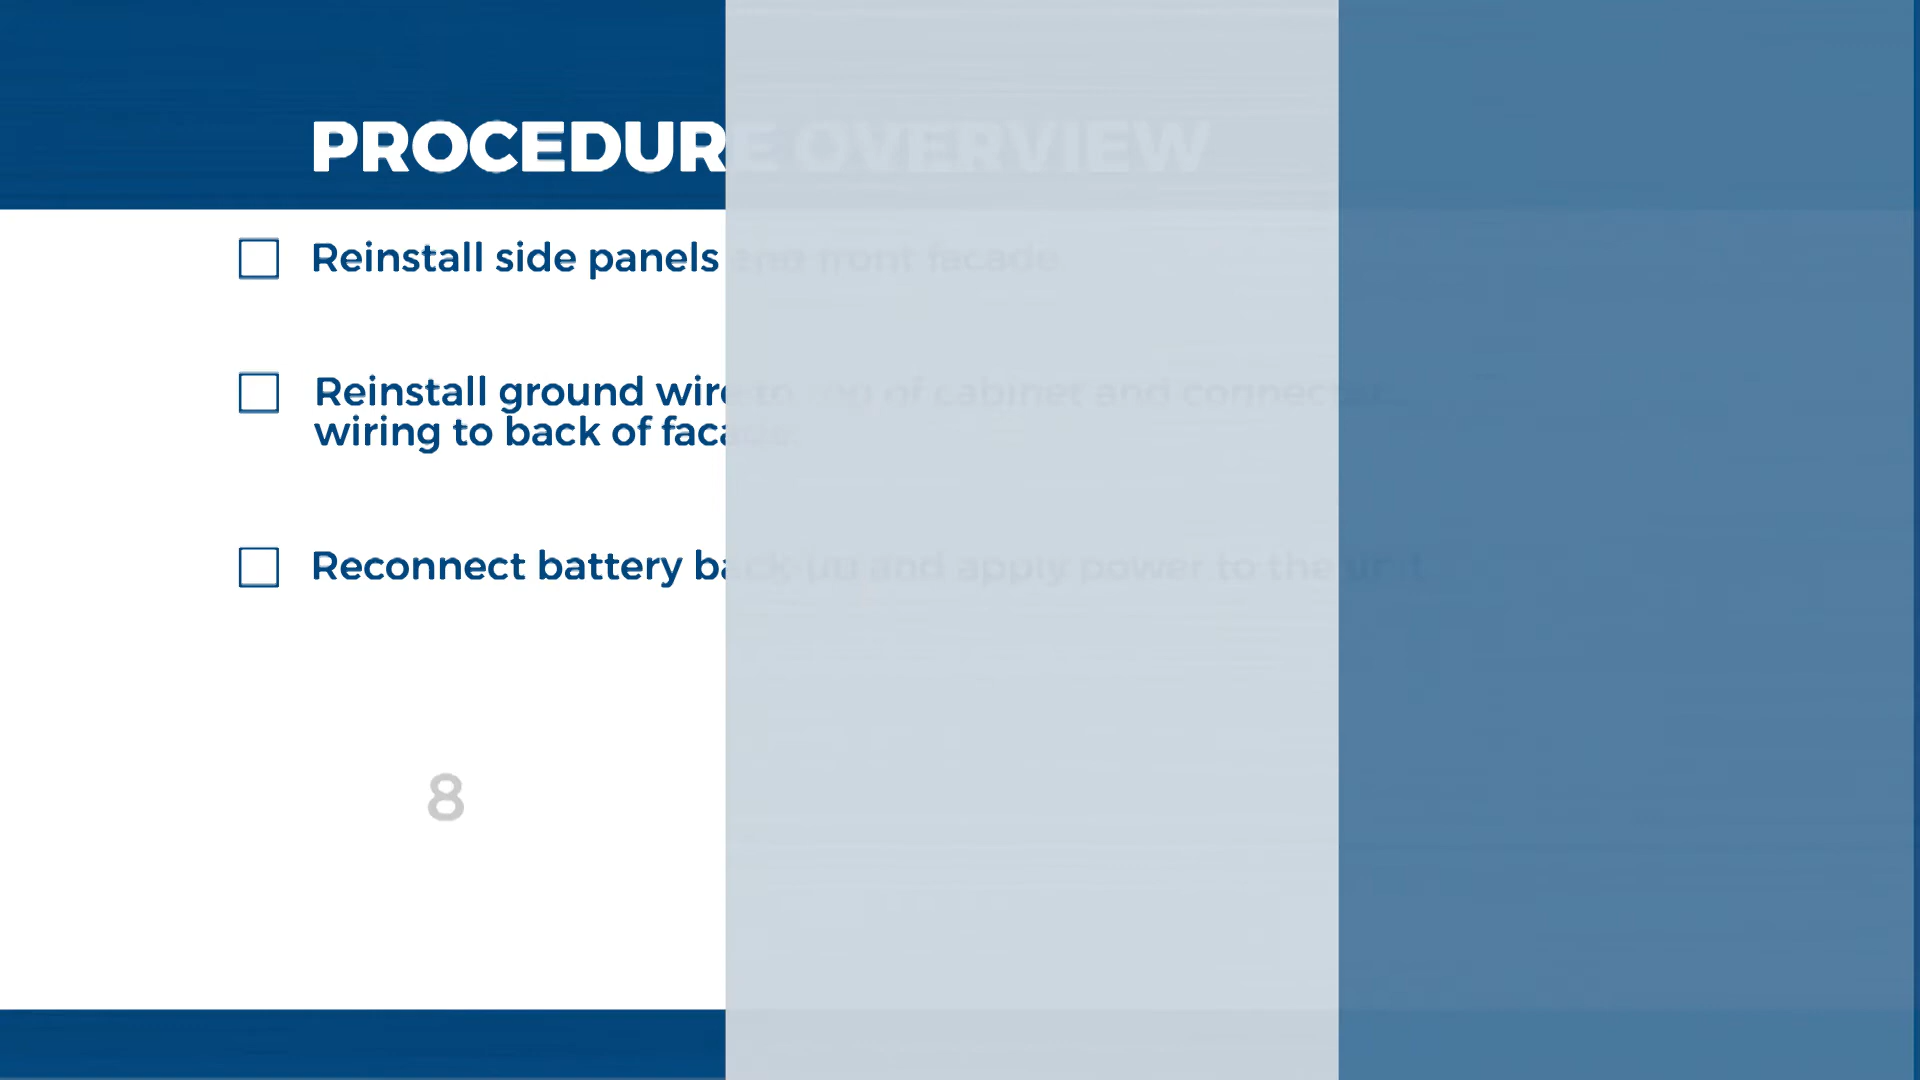 PROCEDURE OVERVIEW
Reinstall side panels and front facade
Reinstall ground wire to top of cabinet and connect
wiring to back of facade
Reconnect battery back-up and apply power to the unit
8